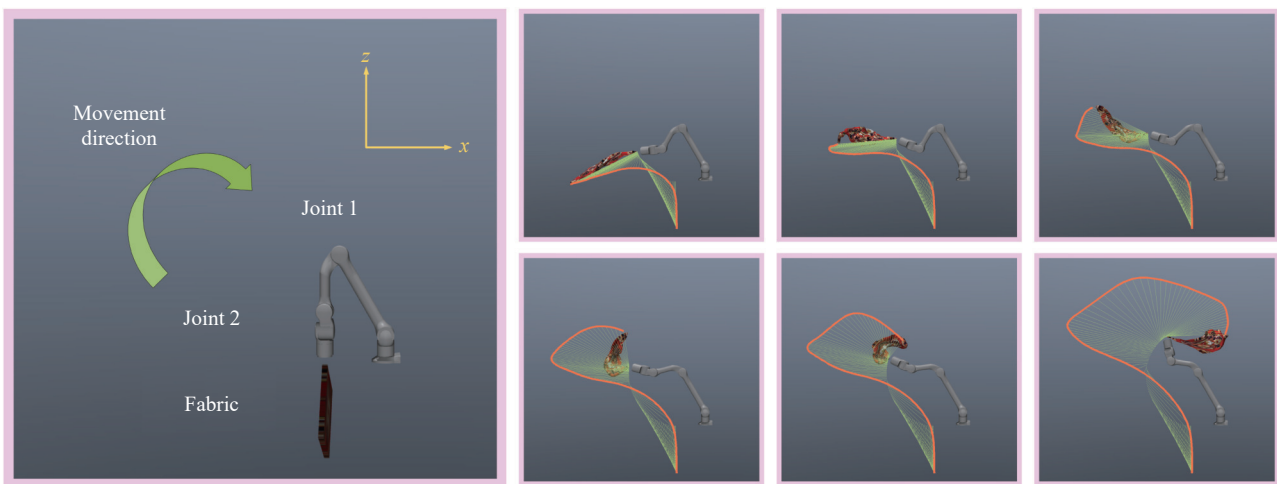 z
Movement
direction
x
Joint 1
Joint 2
Fabric